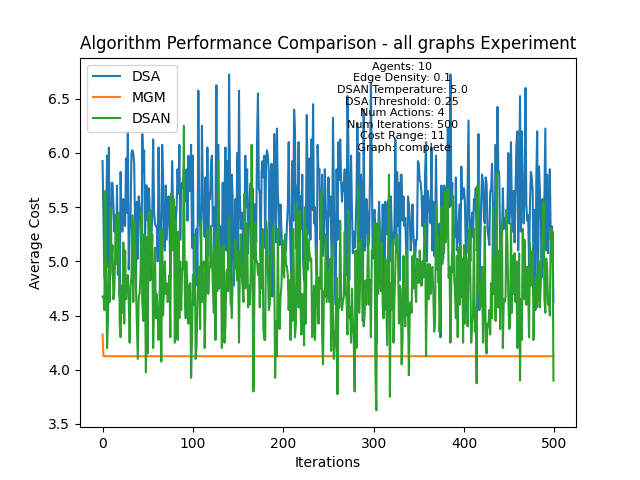 Algorithm Performance Comparison - all graphs Experiment
DSA
MGM
DSAN
Agents: 10
Edge Density: 0.1
DSAN Temperature: 5.0
DSA Threshold: 0.25
Num Actions: 4
Num Iterations: 500
Cost Range: 11
Graph: complete
Average Cost
6.5
6.0
5.5
5.0
4.5
4.0
3.5
0 100 200 300 400 500
Iterations